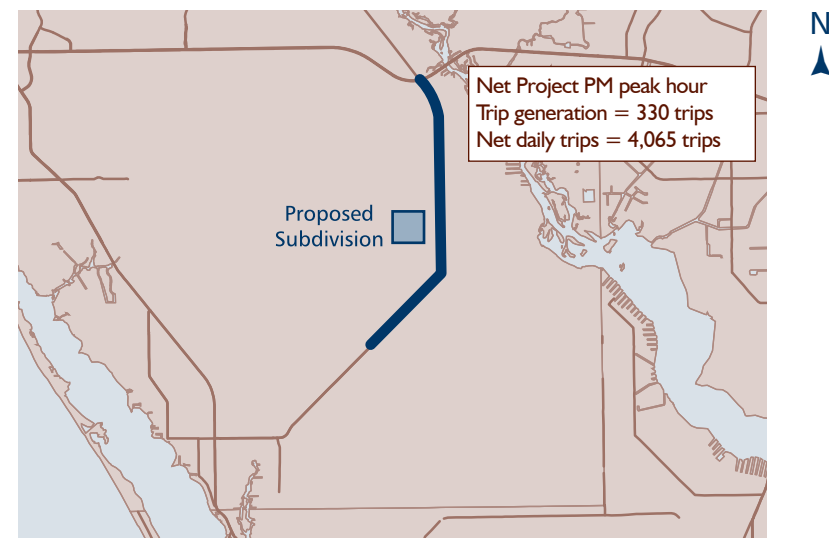 N
Net Project PM peak hour
Trip generation = 330 trips
Net daily trips = 4,065 trips
Proposed
Subdivision